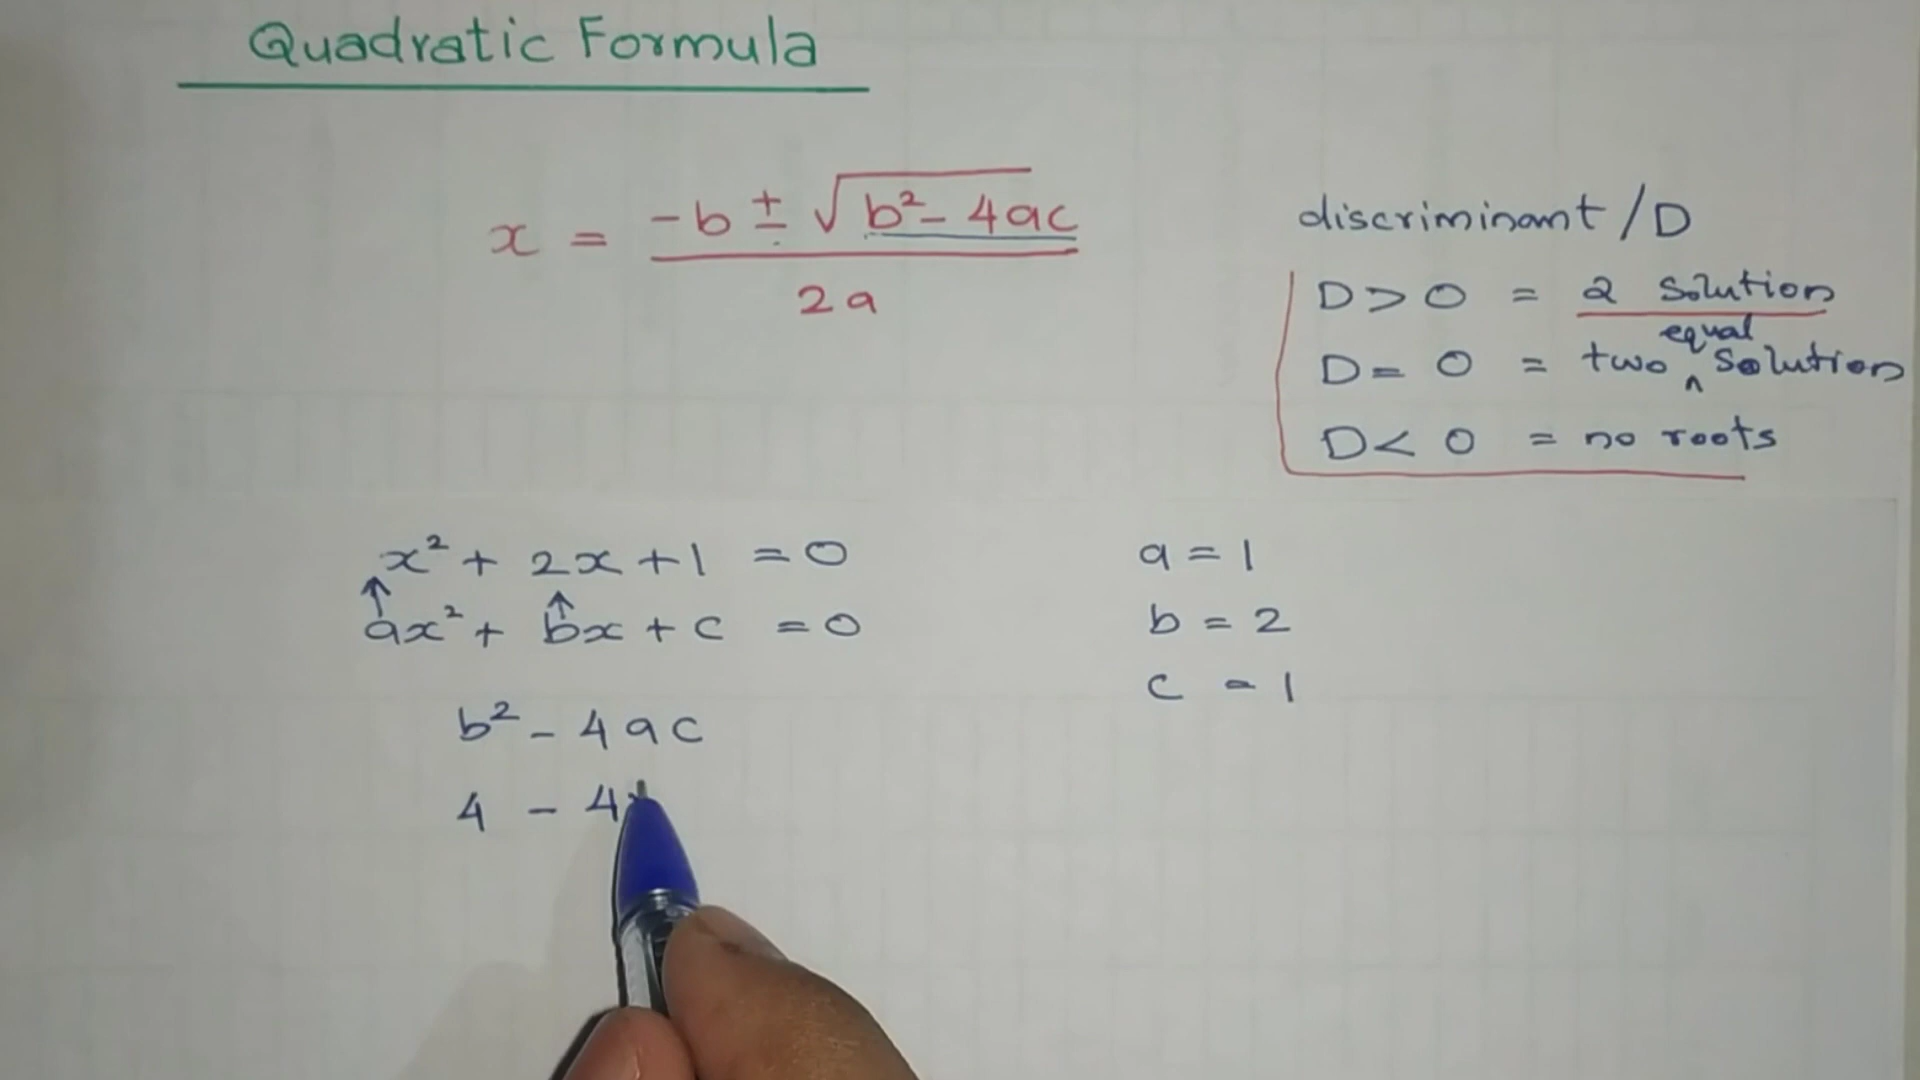 Quadratic Formula
x = -b ± √b²- 4ac / 2a
discriminant / D
D > 0 = 2 solution
D = 0 = two equal solution
D < 0 = no roots
x² + 2x + 1 = 0
ax² + bx + c = 0
a = 1
b = 2
c = 1
b² - 4ac
4 - 4